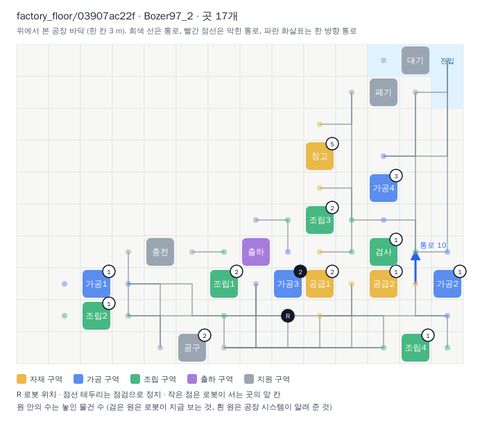 factory_floor/03907ac22f · Bozer97_2 · 곳 17개
위에서 본 공장 바닥 (한 칸 3 m). 회색 선은 통로, 빨간 점선은 막힌 통로, 파란 화살표는 한 방향 통로
대기 진입
폐기
창고 5
가공4 3
조립3 2
통로 10
충전 출하 검사 1
가공1 1 조립1 2 가공3 2 공급1 2 공급2 1 가공2 1
조립2 1 R
공구 2 조립4 1
자재 구역 가공 구역 조립 구역 출하 구역 지원 구역
R 로봇 위치 · 점선 테두리는 점검으로 정지 · 작은 점은 로봇이 서는 곳의 앞 칸
원 안의 수는 놓인 물건 수 (검은 원은 로봇이 지금 보는 것, 흰 원은 공장 시스템이 알려 준 것)